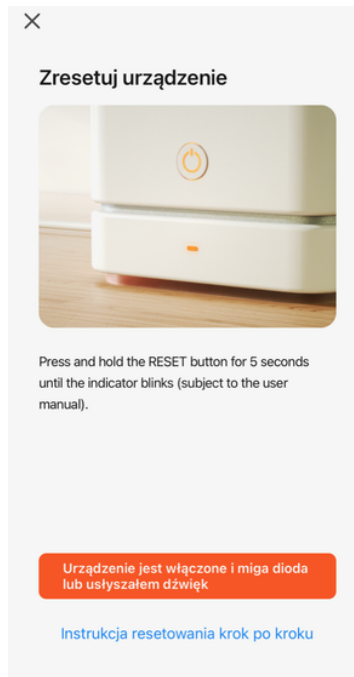 Zresetuj urządzenie
Press and hold the RESET button for 5 seconds
until the indicator blinks (subject to the user
manual).
Urządzenie jest włączone i miga dioda
lub usłyszałem dźwięk
Instrukcja resetowania krok po kroku